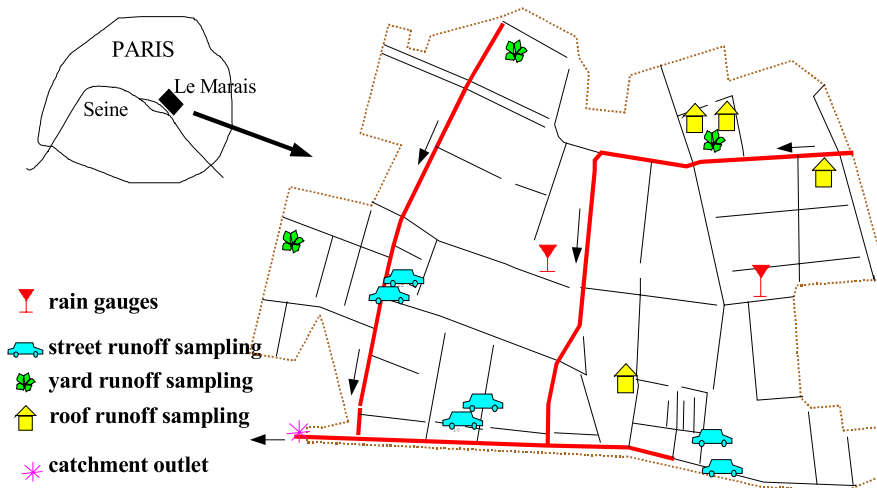 PARIS
Le Marais
Seine
rain gauges
street runoff sampling
yard runoff sampling
roof runoff sampling
catchment outlet